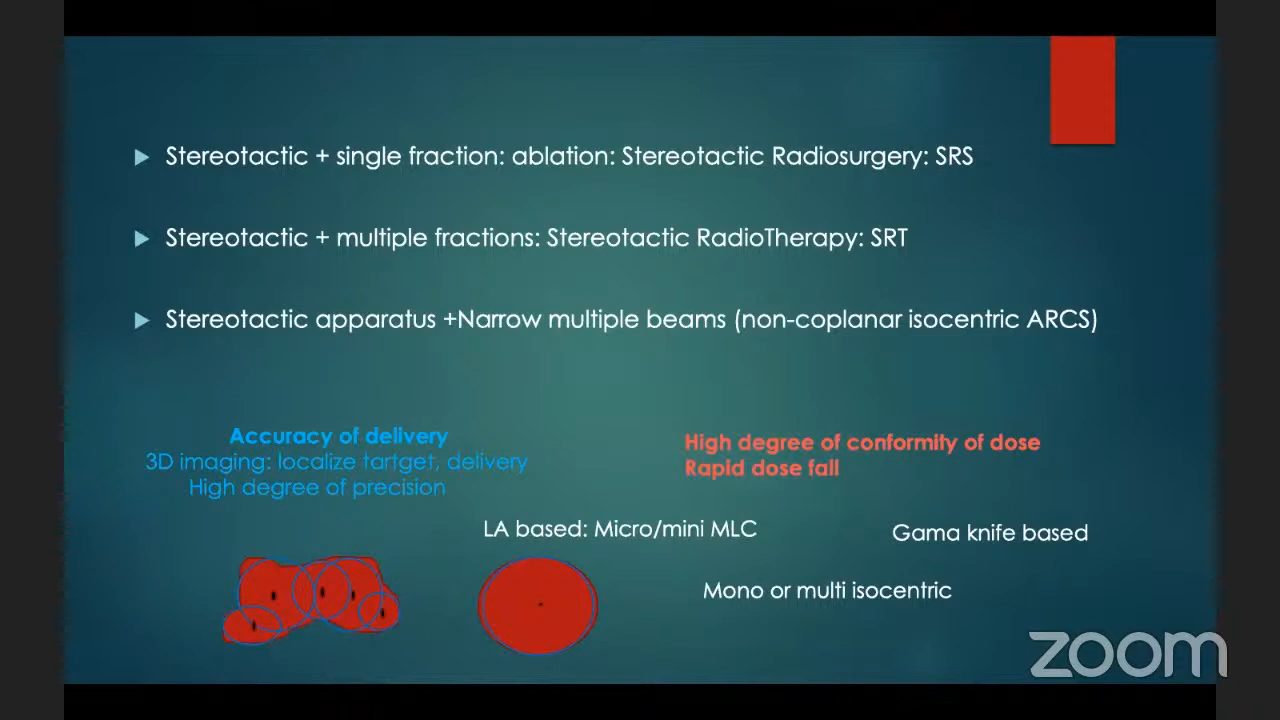 Stereotactic + single fraction: ablation: Stereotactic Radiosurgery: SRS
Stereotactic + multiple fractions: Stereotactic RadioTherapy: SRT
Stereotactic apparatus +Narrow multiple beams (non-coplanar isocentric ARCS)
Accuracy of delivery
3D imaging: localize tartget, delivery
High degree of precision
High degree of conformity of dose
Rapid dose fall
LA based: Micro/mini MLC
Gama knife based
Mono or multi isocentric
zoom